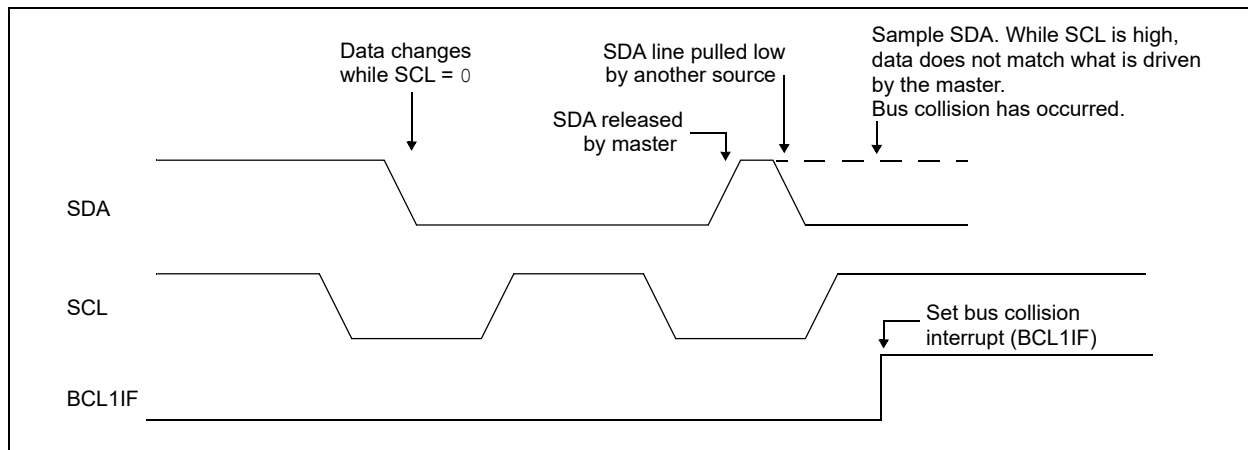 Data changes
while SCL = 0
SDA line pulled low
by another source
Sample SDA. While SCL is high,
data does not match what is driven
by the master.
Bus collision has occurred.
SDA released
by master
SDA
SCL
Set bus collision
interrupt (BCL1IF)
BCL1IF